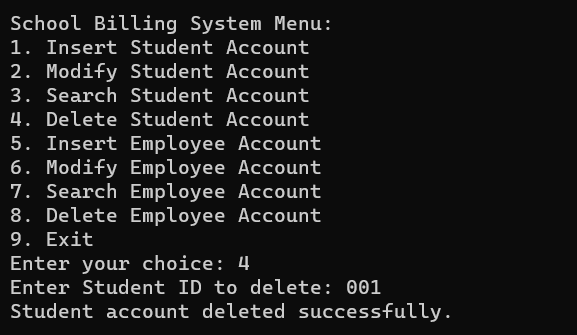 School Billing System Menu:
1. Insert Student Account
2. Modify Student Account
3. Search Student Account
4. Delete Student Account
5. Insert Employee Account
6. Modify Employee Account
7. Search Employee Account
8. Delete Employee Account
9. Exit
Enter your choice: 4
Enter Student ID to delete: 001
Student account deleted successfully.